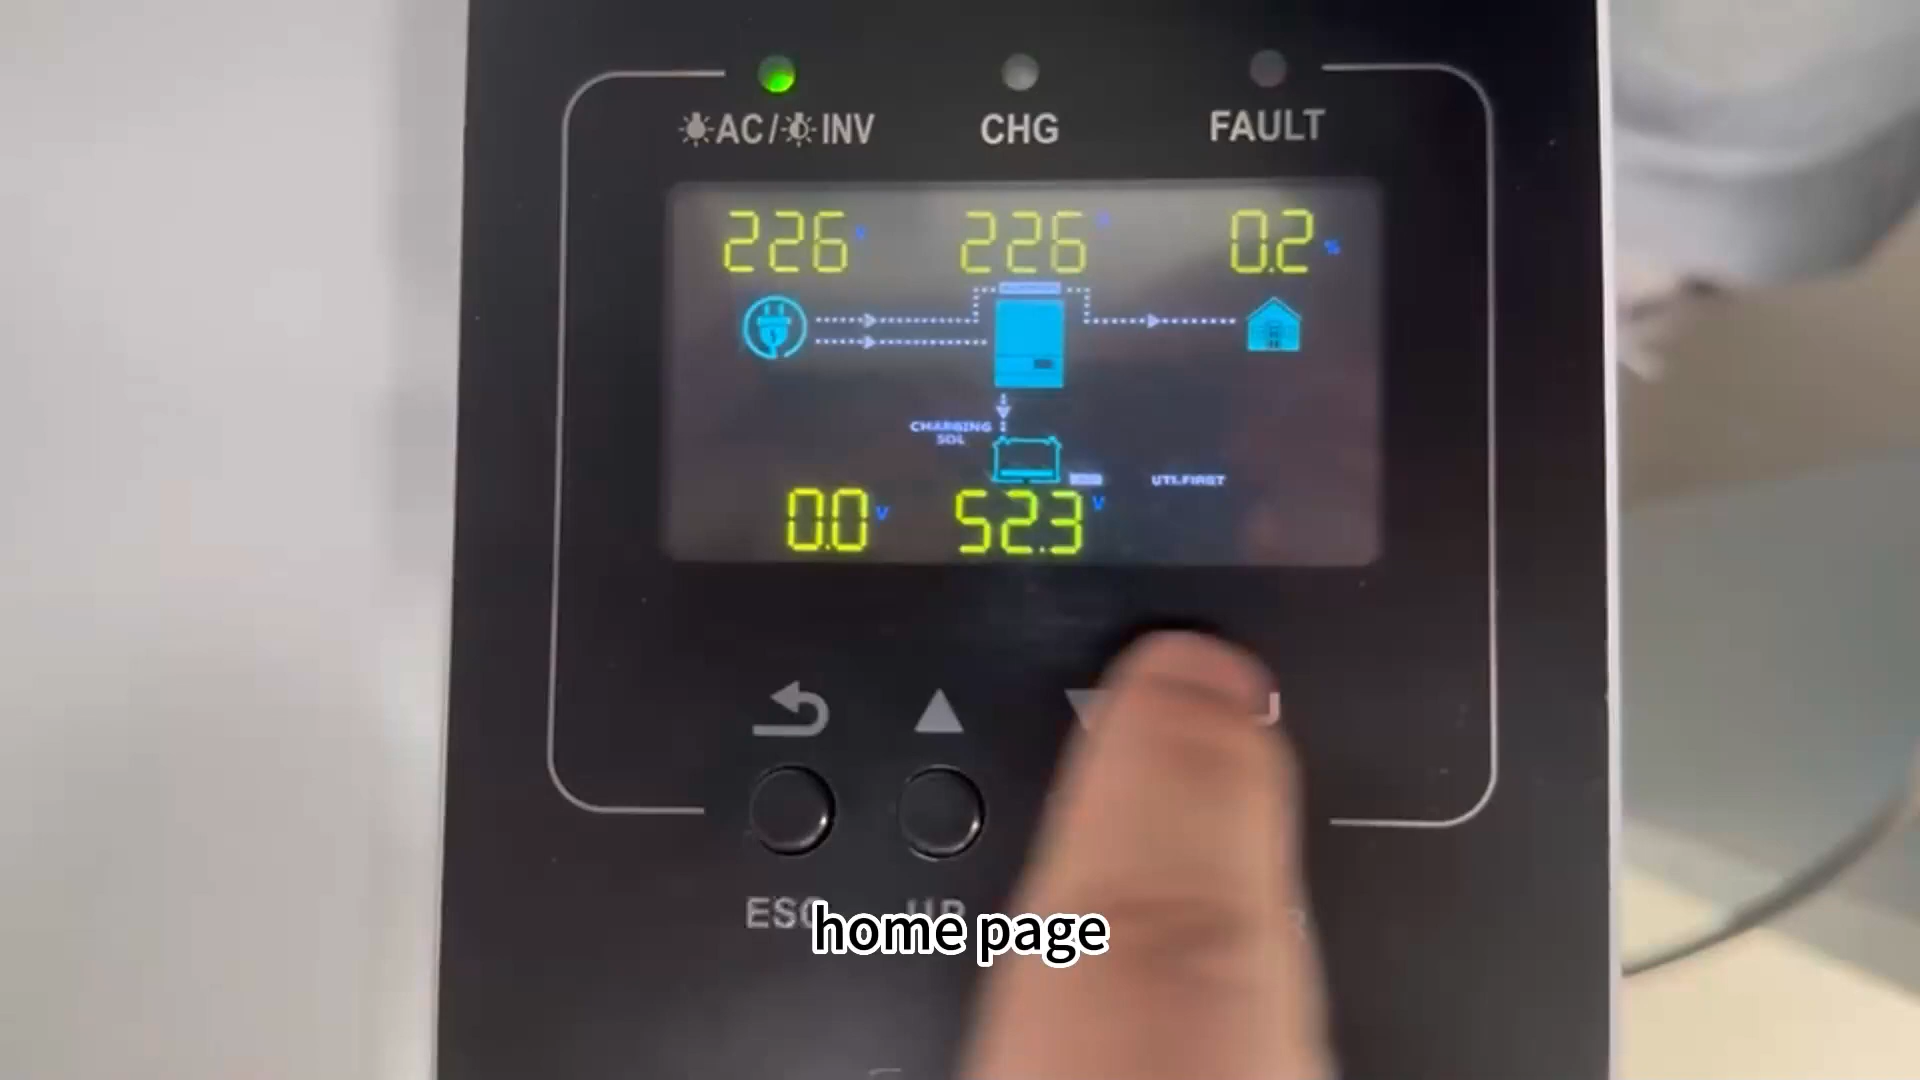 AC/ INV
CHG
FAULT
226 V
226 V
0.2 %
CHARGING
SOL
UTI.FIRST
0.0 V
52.3 V
ESC
UP
home page